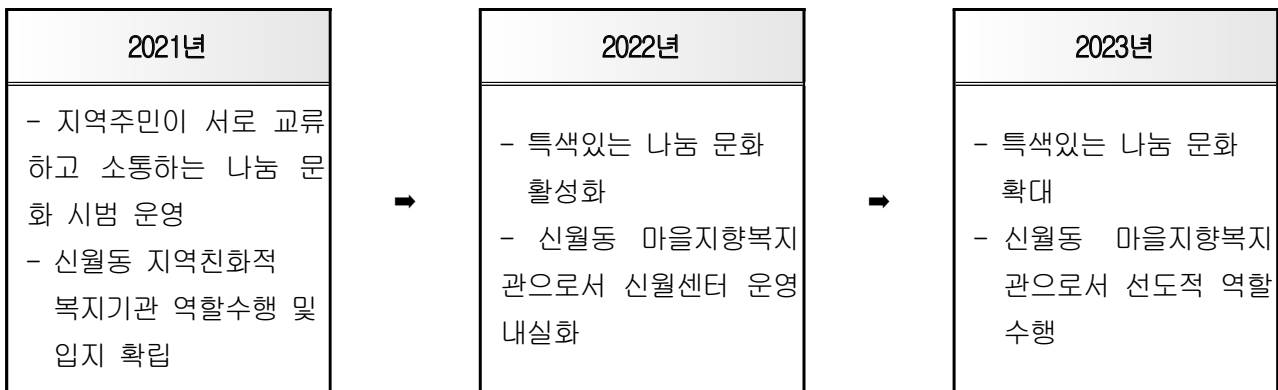 2021년
- 지역주민이 서로 교류
하고 소통하는 나눔 문
화 시범 운영
- 신월동 지역친화적
복지기관 역할수행 및
입지 확립
➡
2022년
- 특색있는 나눔 문화
활성화
- 신월동 마을지향복지
관으로서 신월센터 운영
내실화
➡
2023년
- 특색있는 나눔 문화
확대
- 신월동 마을지향복지
관으로서 선도적 역할
수행